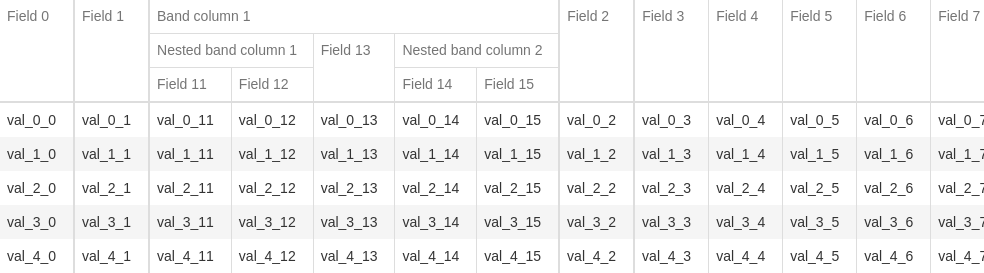 Field 0 Field 1 Band column 1 Field 2 Field 3 Field 4 Field 5 Field 6 Field 7
Nested band column 1 Field 13 Nested band column 2
Field 11 Field 12 Field 14 Field 15
val_0_0 val_0_1 val_0_11 val_0_12 val_0_13 val_0_14 val_0_15 val_0_2 val_0_3 val_0_4 val_0_5 val_0_6 val_0_7
val_1_0 val_1_1 val_1_11 val_1_12 val_1_13 val_1_14 val_1_15 val_1_2 val_1_3 val_1_4 val_1_5 val_1_6 val_1_7
val_2_0 val_2_1 val_2_11 val_2_12 val_2_13 val_2_14 val_2_15 val_2_2 val_2_3 val_2_4 val_2_5 val_2_6 val_2_7
val_3_0 val_3_1 val_3_11 val_3_12 val_3_13 val_3_14 val_3_15 val_3_2 val_3_3 val_3_4 val_3_5 val_3_6 val_3_7
val_4_0 val_4_1 val_4_11 val_4_12 val_4_13 val_4_14 val_4_15 val_4_2 val_4_3 val_4_4 val_4_5 val_4_6 val_4_7